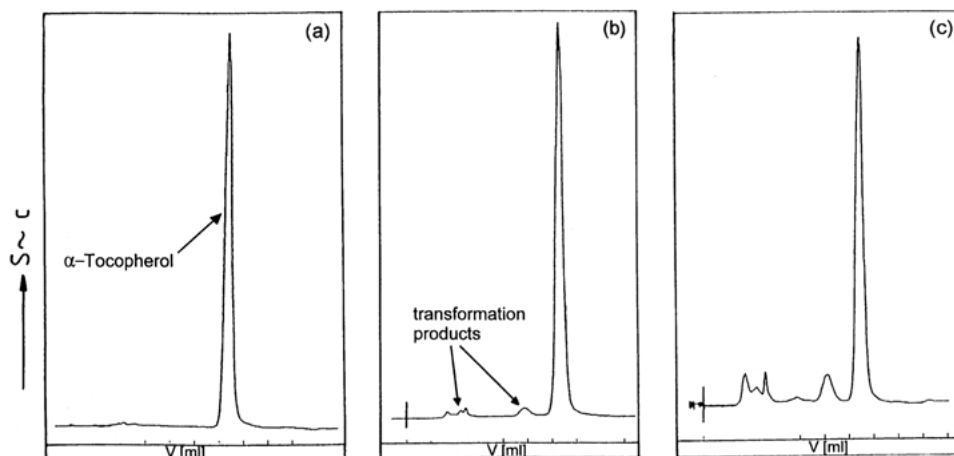 (a)
S ~ c
α–Tocopherol
V [ml]
(b)
transformation
products
V [ml]
(c)
V [ml]